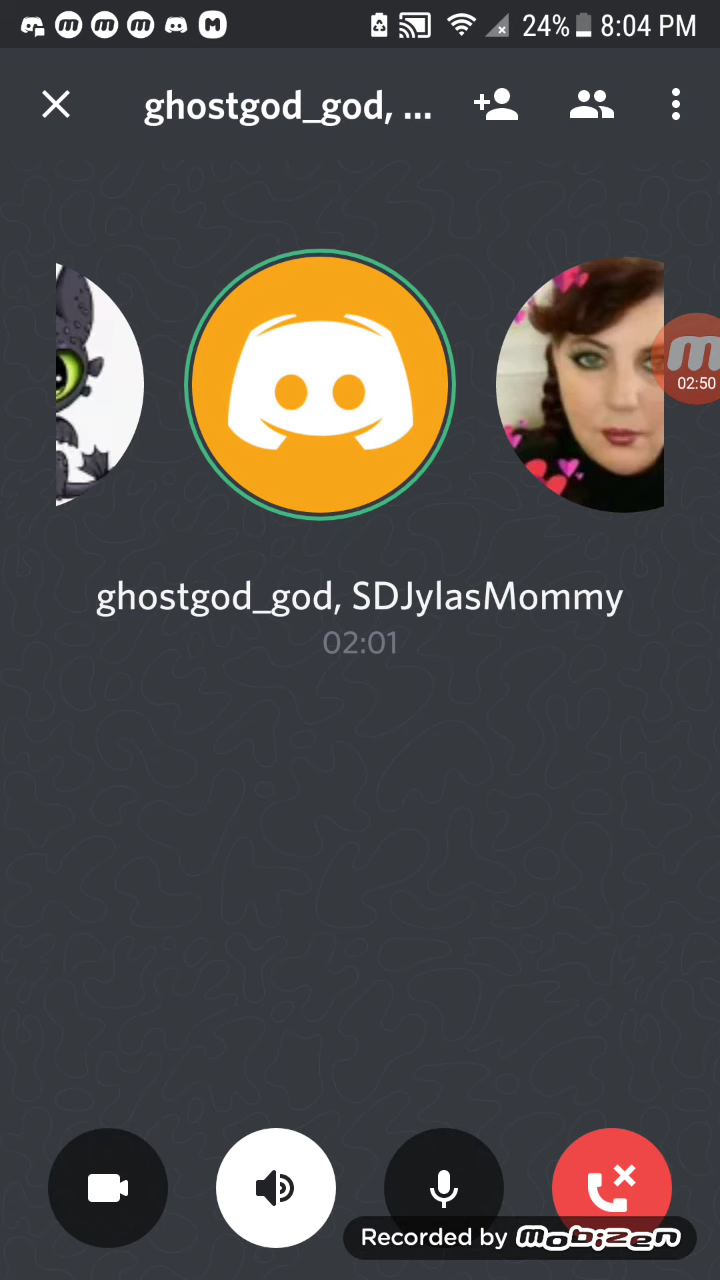 24% 8:04 PM
ghostgod_god, ...
02:50
ghostgod_god, SDJylasMommy
02:01
Recorded by mobizen